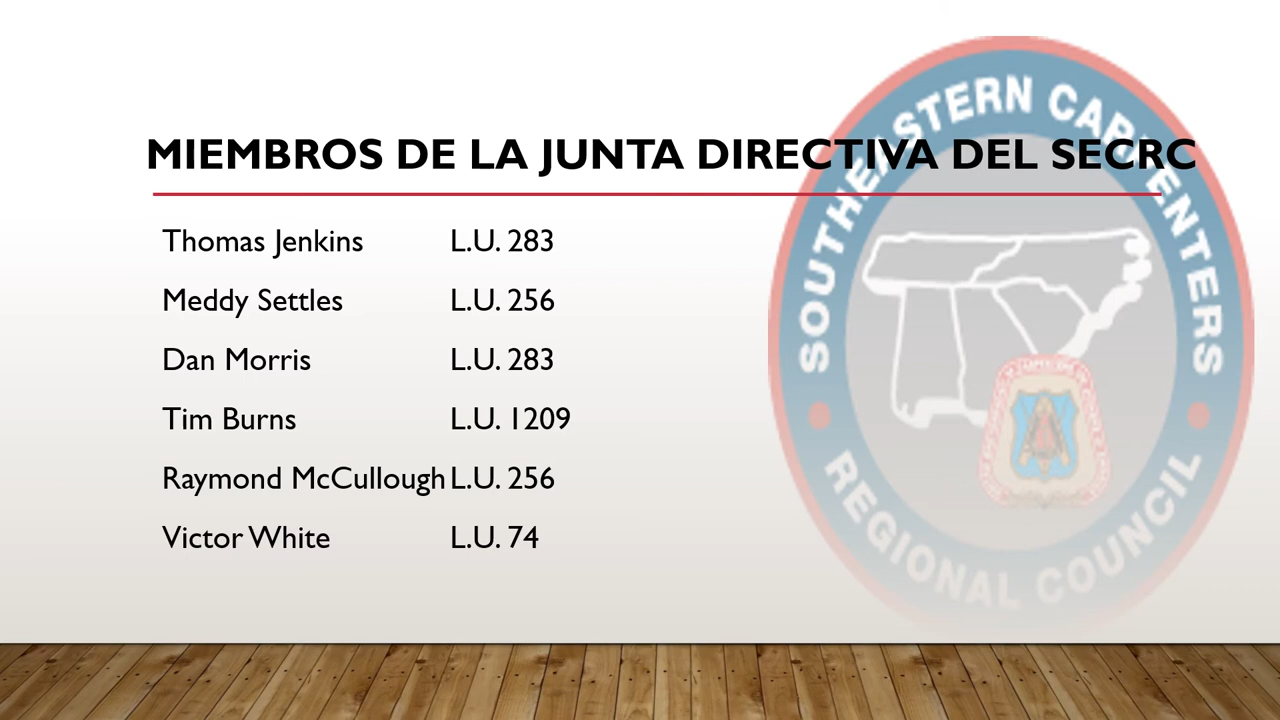 MIEMBROS DE LA JUNTA DIRECTIVA DEL SECRC
Thomas Jenkins L.U. 283
Meddy Settles L.U. 256
Dan Morris L.U. 283
Tim Burns L.U. 1209
Raymond McCullough L.U. 256
Victor White L.U. 74
SOUTHEASTERN CARPENTERS
REGIONAL COUNCIL